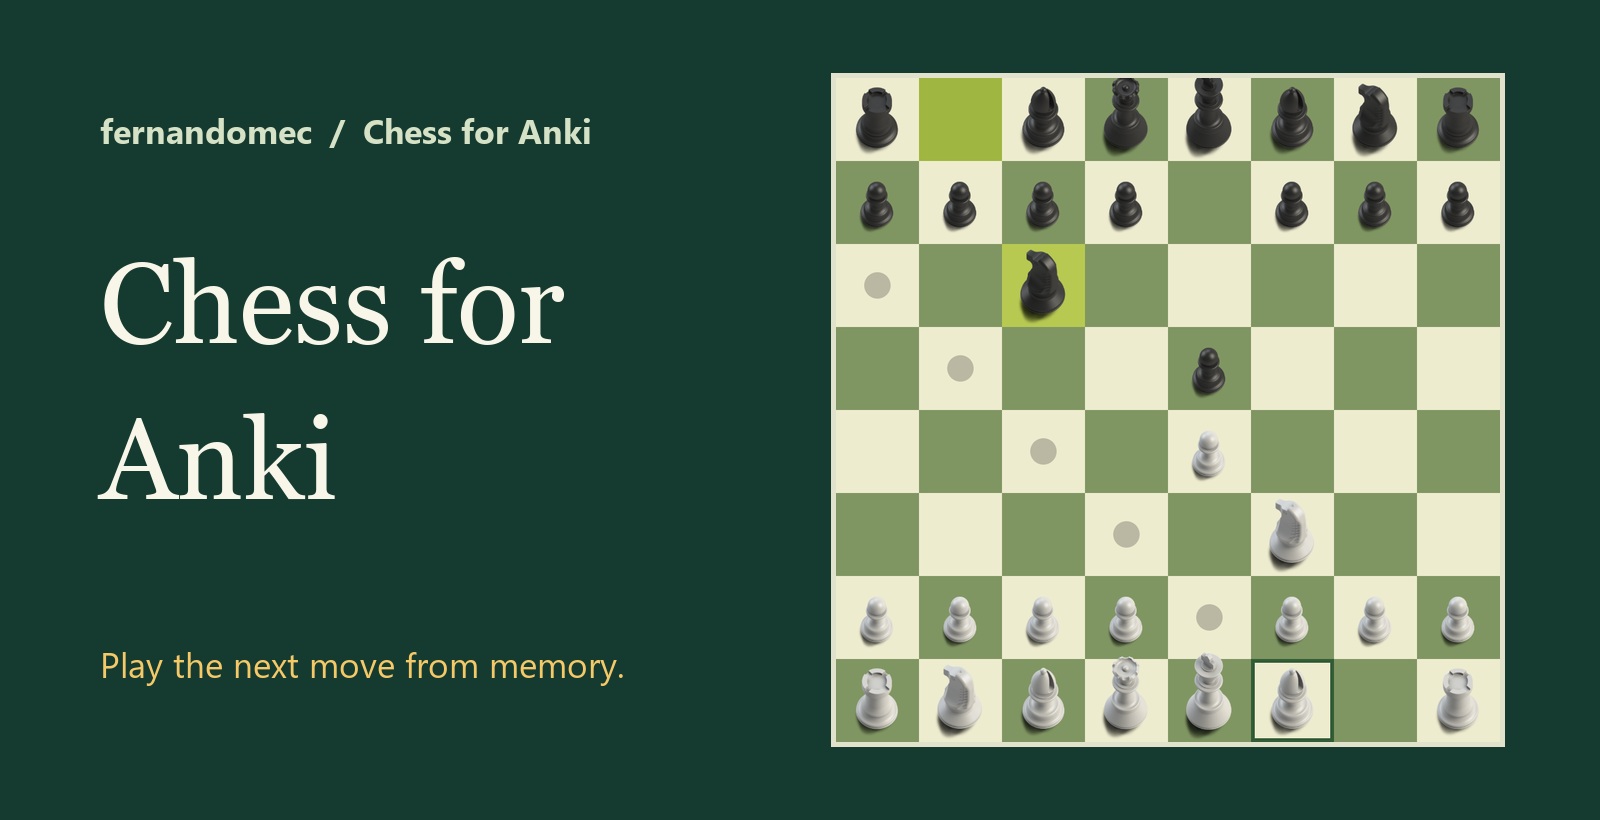 fernandomec / Chess for Anki
Chess for
Anki
Play the next move from memory.